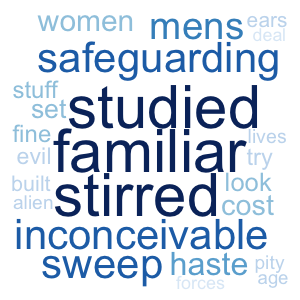 women mens ears
deal
safeguarding
stuff studied
set
fine familiar lives
evil try
built stirred look
alien cost
inconceivable
sweep haste pity
forces age